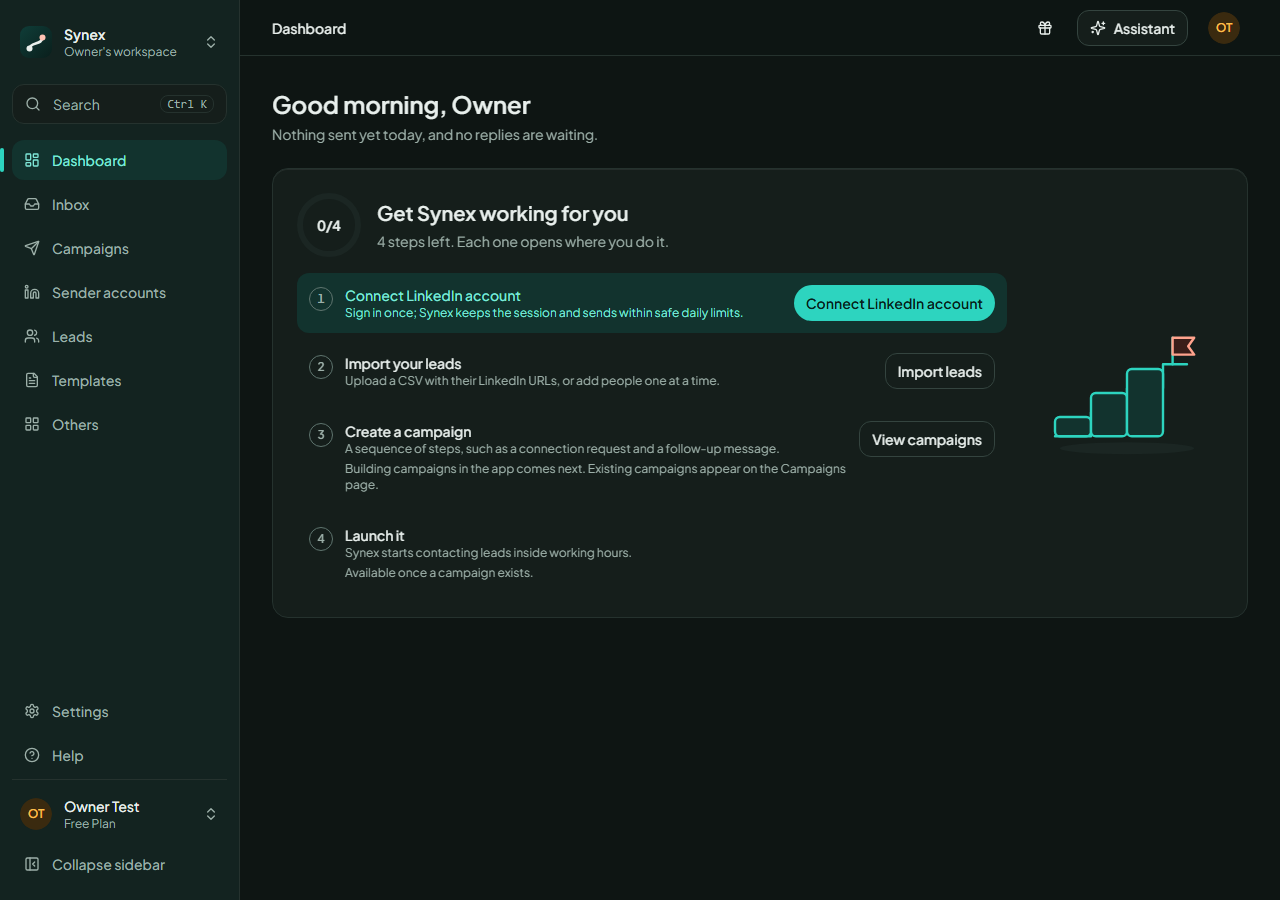 Synex
Owner's workspace
Search
Ctrl K
Dashboard
Inbox
Campaigns
Sender accounts
Leads
Templates
Others
Settings
Help
OT
Owner Test
Free Plan
Collapse sidebar
Dashboard
Assistant
OT
Good morning, Owner
Nothing sent yet today, and no replies are waiting.
0/4
Get Synex working for you
4 steps left. Each one opens where you do it.
1
Connect LinkedIn account
Sign in once; Synex keeps the session and sends within safe daily limits.
Connect LinkedIn account
2
Import your leads
Upload a CSV with their LinkedIn URLs, or add people one at a time.
Import leads
3
Create a campaign
A sequence of steps, such as a connection request and a follow-up message.
Building campaigns in the app comes next. Existing campaigns appear on the Campaigns
page.
View campaigns
4
Launch it
Synex starts contacting leads inside working hours.
Available once a campaign exists.